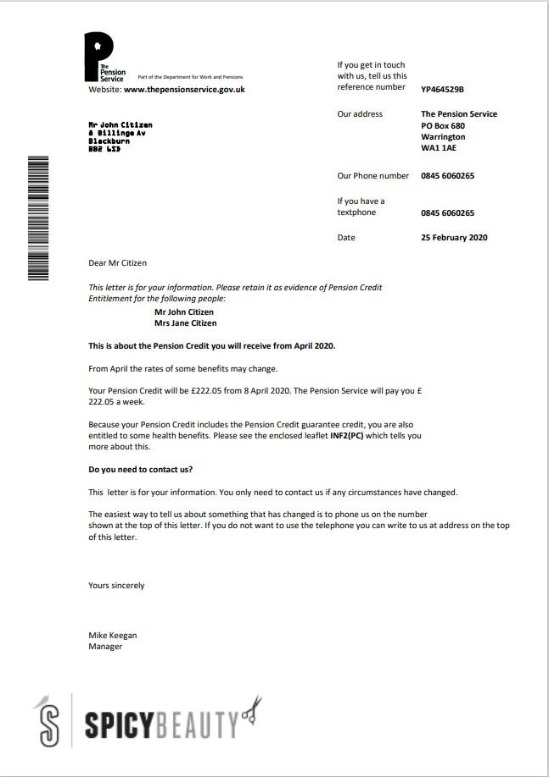 The
Pension
Service
Part of the Department for Work and Pensions
Website: www.thepensionservice.gov.uk
If you get in touch
with us, tell us this
reference number YP464529B
Our address The Pension Service
PO Box 680
Warrington
WA1 1AE
Mr John Citizen
6 Billinge Av
Blackburn
Our Phone number 0845 6060265
If you have a
textphone 0845 6060265
Date 25 February 2020
Dear Mr Citizen
This letter is for your information. Please retain it as evidence of Pension Credit
Entitlement for the following people:
Mr John Citizen
Mrs Jane Citizen
This is about the Pension Credit you will receive from April 2020.
From April the rates of some benefits may change.
Your Pension Credit will be £222.05 from 8 April 2020. The Pension Service will pay you £
222.05 a week.
Because your Pension Credit includes the Pension Credit guarantee credit, you are also
entitled to some health benefits. Please see the enclosed leaflet INF2(PC) which tells you
more about this.
Do you need to contact us?
This letter is for your information. You only need to contact us if any circumstances have changed.
The easiest way to tell us about something that has changed is to phone us on the number
shown at the top of this letter. If you do not want to use the telephone you can write to us at address on the top
of this letter.
Yours sincerely
Mike Keegan
Manager
S SPICYBEAUTY